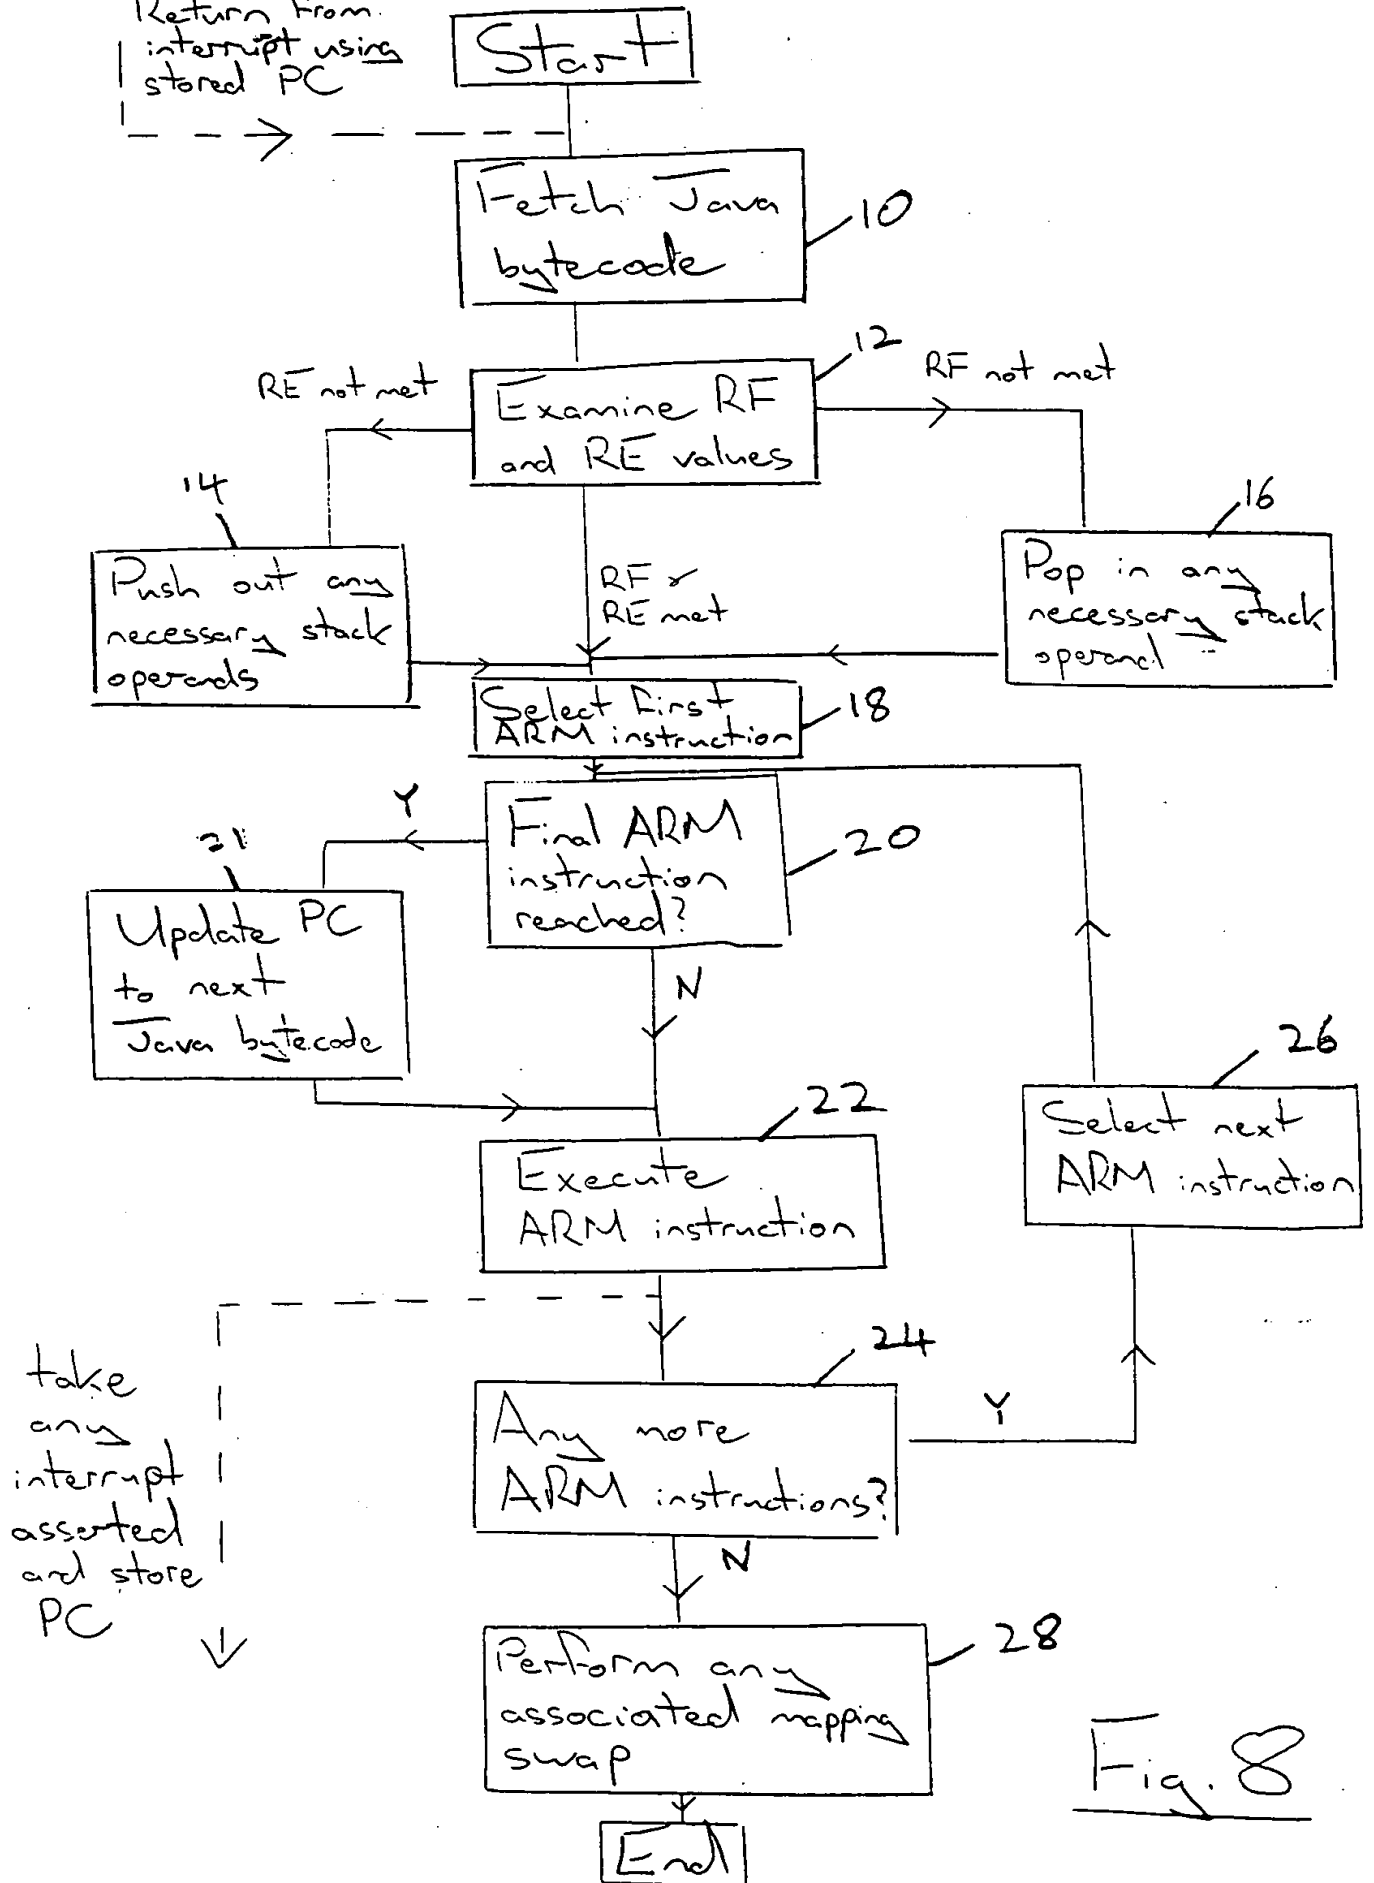 Return from
interrupt using
stored PC
Start
Fetch Java
bytecode
10
12
RE not met
RF not met
Examine RF
and RE values
14
16
Push out any
necessary stack
operands
RF &
RE met
Pop in any
necessary stack
operand
Select First
ARM instruction
18
Y
Final ARM
instruction
reached?
20
21
Update PC
to next
Java bytecode
N
26
Select next
ARM instruction
22
Execute
ARM instruction
24
take
any
interrupt
asserted
and store
PC
Any more
ARM instructions?
Y
N
28
Perform any
associated mapping
swap
Fig. 8
End